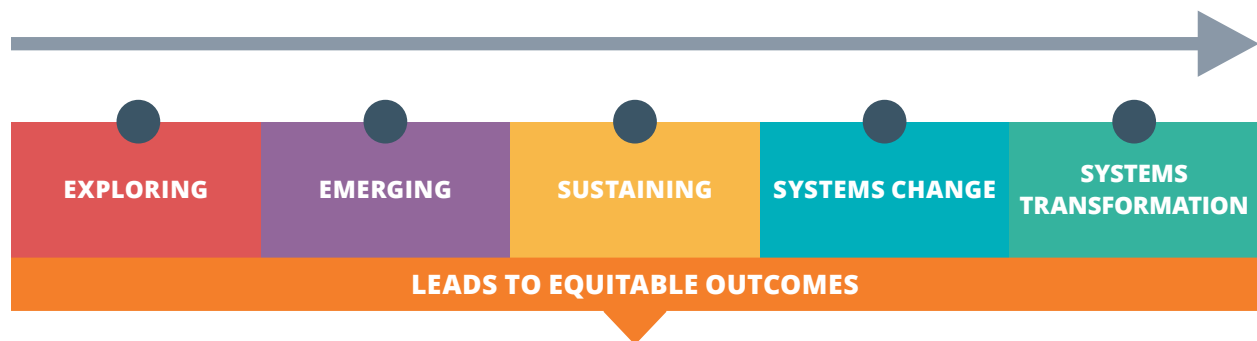 EXPLORING
EMERGING
SUSTAINING
SYSTEMS CHANGE
SYSTEMS
TRANSFORMATION
LEADS TO EQUITABLE OUTCOMES